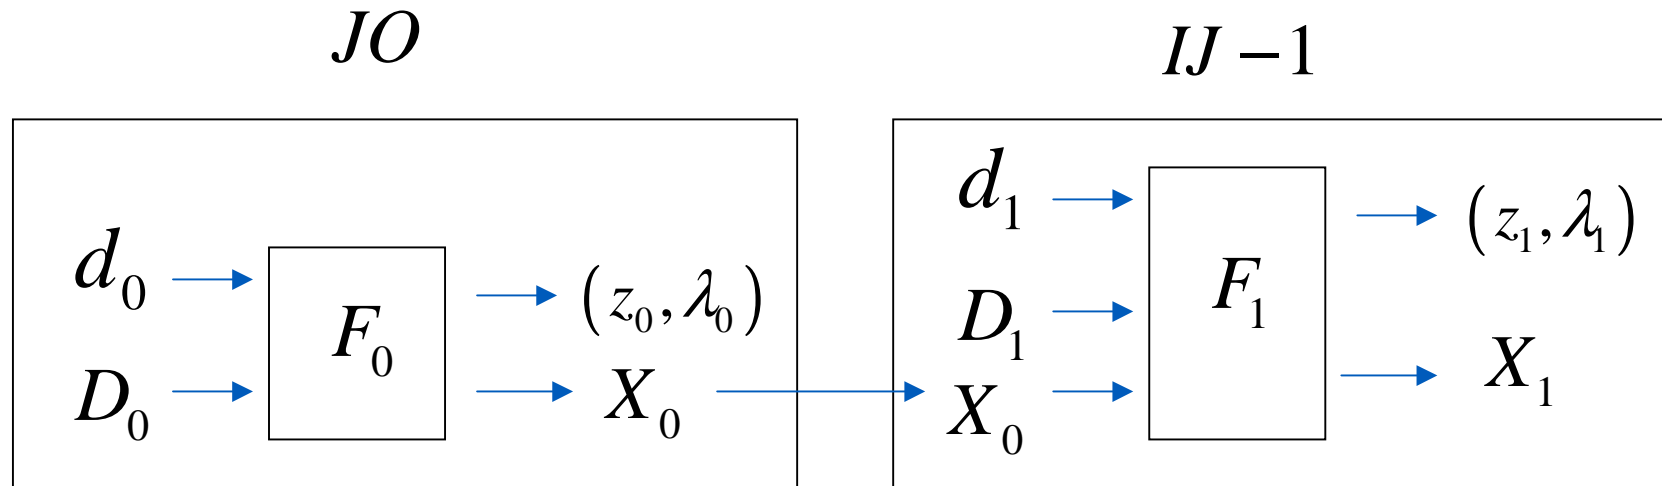 JO
IJ − 1
d₀
F₀
(z₀, λ₀)
D₀
X₀
d₁
F₁
(z₁, λ₁)
D₁
X₁
X₀